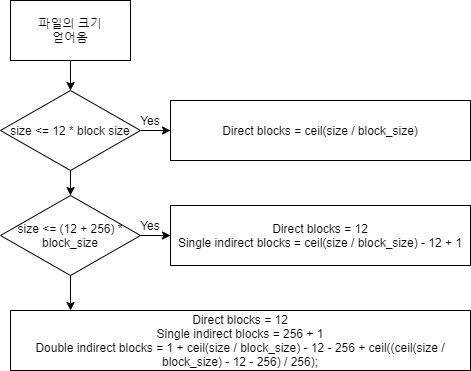 파일의 크기
얻어옴
size <= 12 * block size
Yes
Direct blocks = ceil(size / block_size)
size <= (12 + 256) *
block_size
Yes
Direct blocks = 12
Single indirect blocks = ceil(size / block_size) - 12 + 1
Direct blocks = 12
Single indirect blocks = 256 + 1
Double indirect blocks = 1 + ceil(size / block_size) - 12 - 256 + ceil((ceil(size /
block_size) - 12 - 256) / 256);